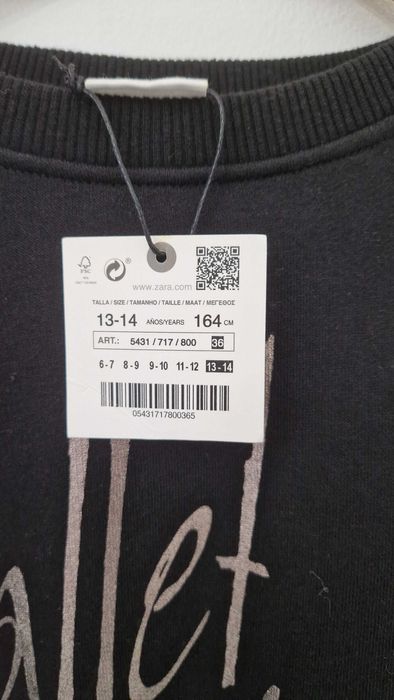 FSC
www.zara.com
TALLA / SIZE / TAMANHO / TAILLE / MAAT / ΜΕΓΕΘΟΣ
13-14 AÑOS/YEARS 164 CM
ART.: 5431 / 717 / 800 36
6-7 8-9 9-10 11-12 13-14
05431717800365
allet